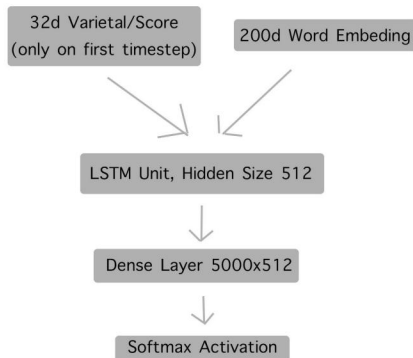 32d Varietal/Score
(only on first timestep)
200d Word Embeding
LSTM Unit, Hidden Size 512
Dense Layer 5000x512
Softmax Activation